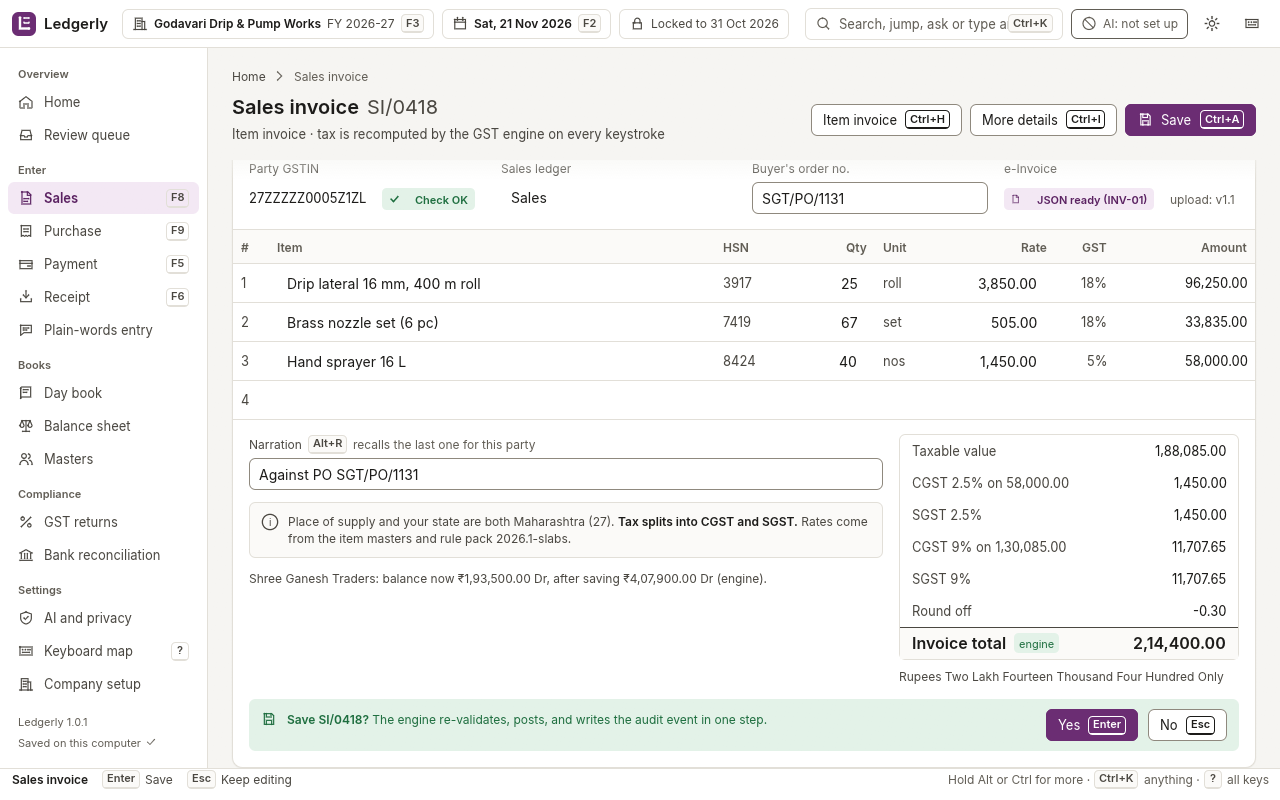 Ledgerly
Godavari Drip & Pump Works FY 2026-27 F3
Sat, 21 Nov 2026 F2
Locked to 31 Oct 2026
Search, jump, ask or type a Ctrl+K
AI: not set up
Overview
Home
Review queue
Enter
Sales F8
Purchase F9
Payment F5
Receipt F6
Plain-words entry
Books
Day book
Balance sheet
Masters
Compliance
GST returns
Bank reconciliation
Settings
AI and privacy
Keyboard map ?
Company setup
Ledgerly 1.0.1
Saved on this computer
Home Sales invoice
Sales invoice SI/0418
Item invoice · tax is recomputed by the GST engine on every keystroke
Item invoice Ctrl+H
More details Ctrl+I
Save Ctrl+A
Party GSTIN Sales ledger Buyer's order no. e-Invoice
27ZZZZZ0005Z1ZL Check OK Sales SGT/PO/1131 JSON ready (INV-01) upload: v1.1
# Item HSN Qty Unit Rate GST Amount
1 Drip lateral 16 mm, 400 m roll 3917 25 roll 3,850.00 18% 96,250.00
2 Brass nozzle set (6 pc) 7419 67 set 505.00 18% 33,835.00
3 Hand sprayer 16 L 8424 40 nos 1,450.00 5% 58,000.00
4
Narration Alt+R recalls the last one for this party
Against PO SGT/PO/1131
Place of supply and your state are both Maharashtra (27). Tax splits into CGST and SGST. Rates come
from the item masters and rule pack 2026.1-slabs.
Shree Ganesh Traders: balance now ₹1,93,500.00 Dr, after saving ₹4,07,900.00 Dr (engine).
Taxable value 1,88,085.00
CGST 2.5% on 58,000.00 1,450.00
SGST 2.5% 1,450.00
CGST 9% on 1,30,085.00 11,707.65
SGST 9% 11,707.65
Round off -0.30
Invoice total engine 2,14,400.00
Rupees Two Lakh Fourteen Thousand Four Hundred Only
Save SI/0418? The engine re-validates, posts, and writes the audit event in one step.
Yes Enter
No Esc
Sales invoice Enter Save Esc Keep editing
Hold Alt or Ctrl for more · Ctrl+K anything · ? all keys